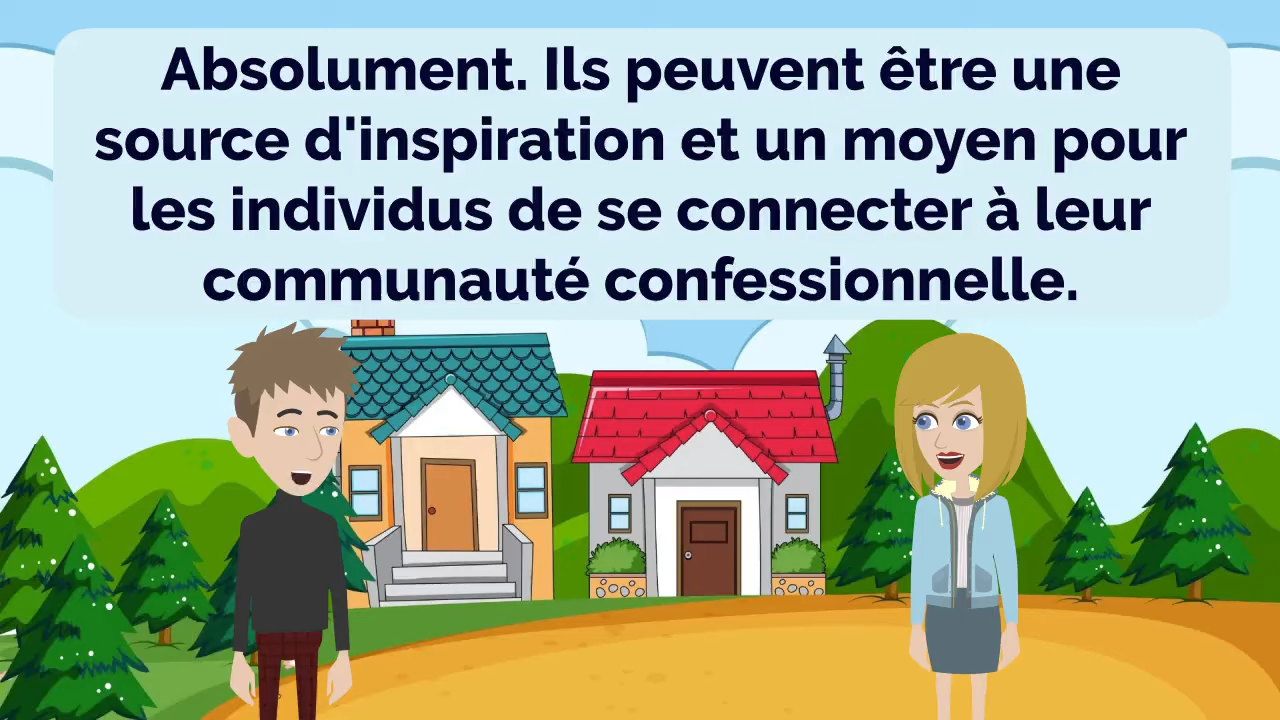 Absolument. Ils peuvent être une
source d'inspiration et un moyen pour
les individus de se connecter à leur
communauté confessionnelle.